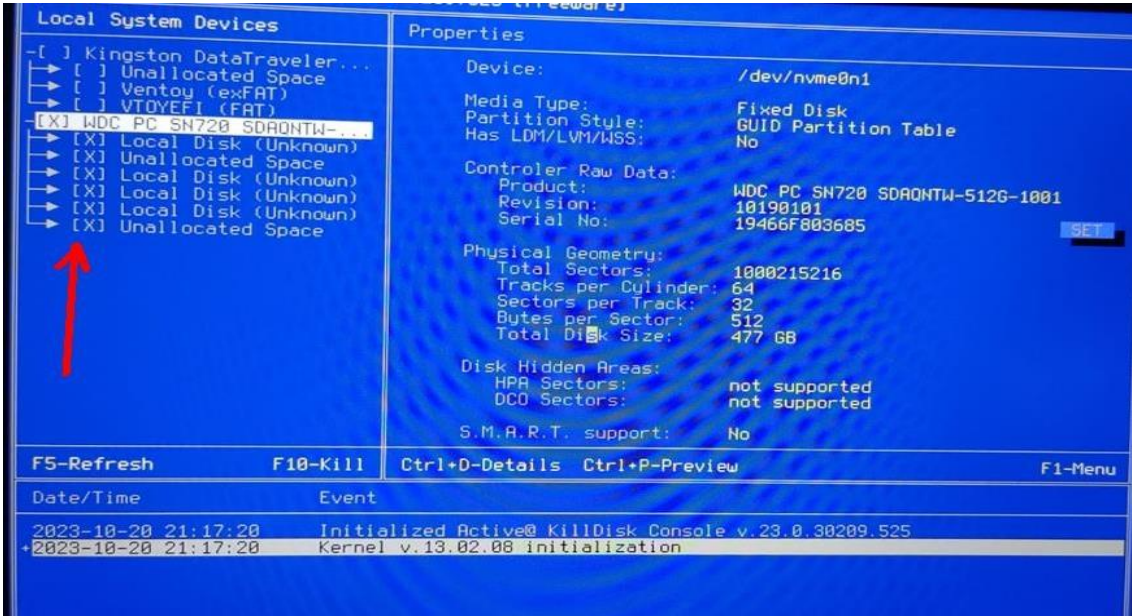 [Freeware]
Local System Devices
-[ ] Kingston DataTraveler...
[ ] Unallocated Space
[ ] Ventoy (exFAT)
[ ] VTOYEFI (FAT)
-[X] WDC PC SN720 SDAQNTW-...
[X] Local Disk (Unknown)
[X] Unallocated Space
[X] Local Disk (Unknown)
[X] Local Disk (Unknown)
[X] Local Disk (Unknown)
[X] Unallocated Space
Properties
Device: /dev/nvme0n1
Media Type: Fixed Disk
Partition Style: GUID Partition Table
Has LDM/LVM/WSS: No
Controler Raw Data:
Product: WDC PC SN720 SDAQNTW-512G-1001
Revision: 10190101
Serial No: 19466F803685
SET
Physical Geometry:
Total Sectors: 1000215216
Tracks per Cylinder: 64
Sectors per Track: 32
Bytes per Sector: 512
Total Disk Size: 477 GB
Disk Hidden Areas:
HPA Sectors: not supported
DCO Sectors: not supported
S.M.A.R.T. support: No
F5-Refresh F10-Kill Ctrl+D-Details Ctrl+P-Preview F1-Menu
Date/Time Event
2023-10-20 21:17:20 Initialized Active@ KillDisk Console v.23.0.30209.525
+2023-10-20 21:17:20 Kernel v.13.02.08 initialization